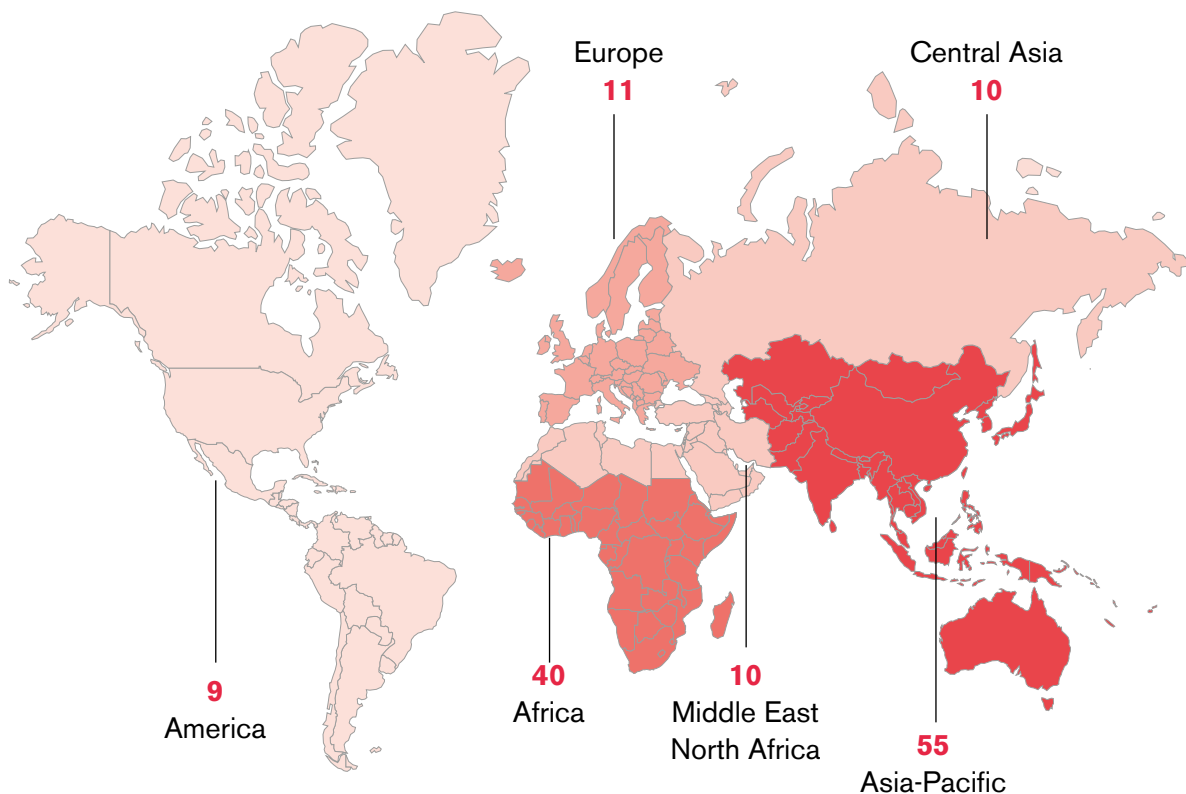 Europe
11
Central Asia
10
9
America
40
Africa
10
Middle East
North Africa
55
Asia-Pacific